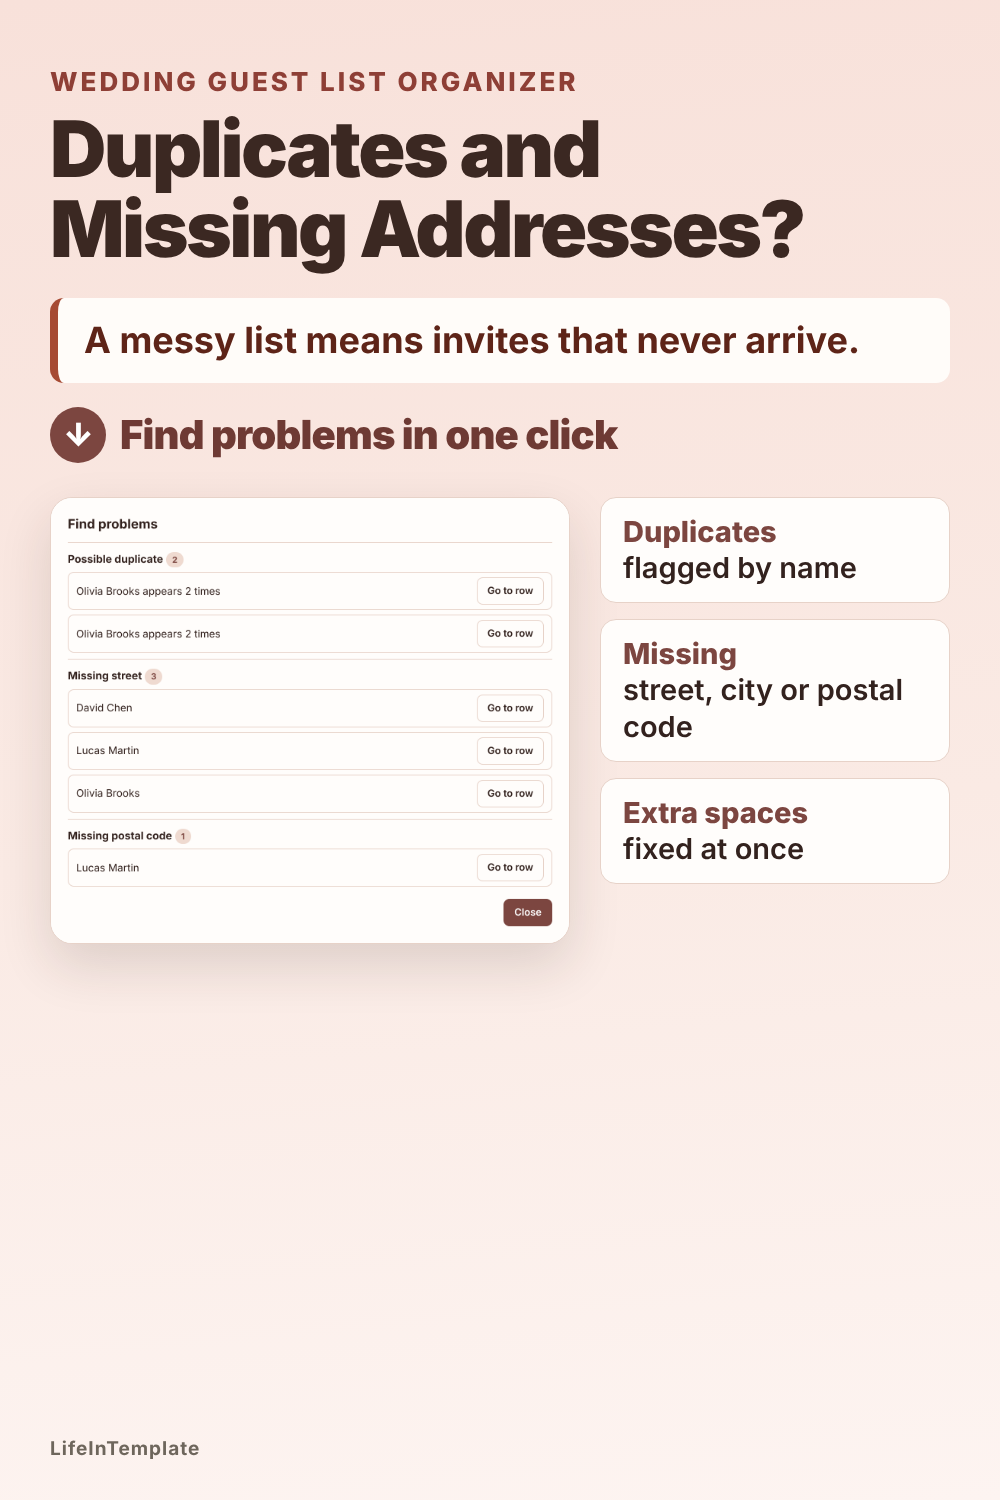 WEDDING GUEST LIST ORGANIZER
Duplicates and
Missing Addresses?
A messy list means invites that never arrive.
Find problems in one click
Find problems
Possible duplicate 2
Olivia Brooks appears 2 times Go to row
Olivia Brooks appears 2 times Go to row
Missing street 3
David Chen Go to row
Lucas Martin Go to row
Olivia Brooks Go to row
Missing postal code 1
Lucas Martin Go to row
Close
Duplicates
flagged by name
Missing
street, city or postal
code
Extra spaces
fixed at once
LifeInTemplate